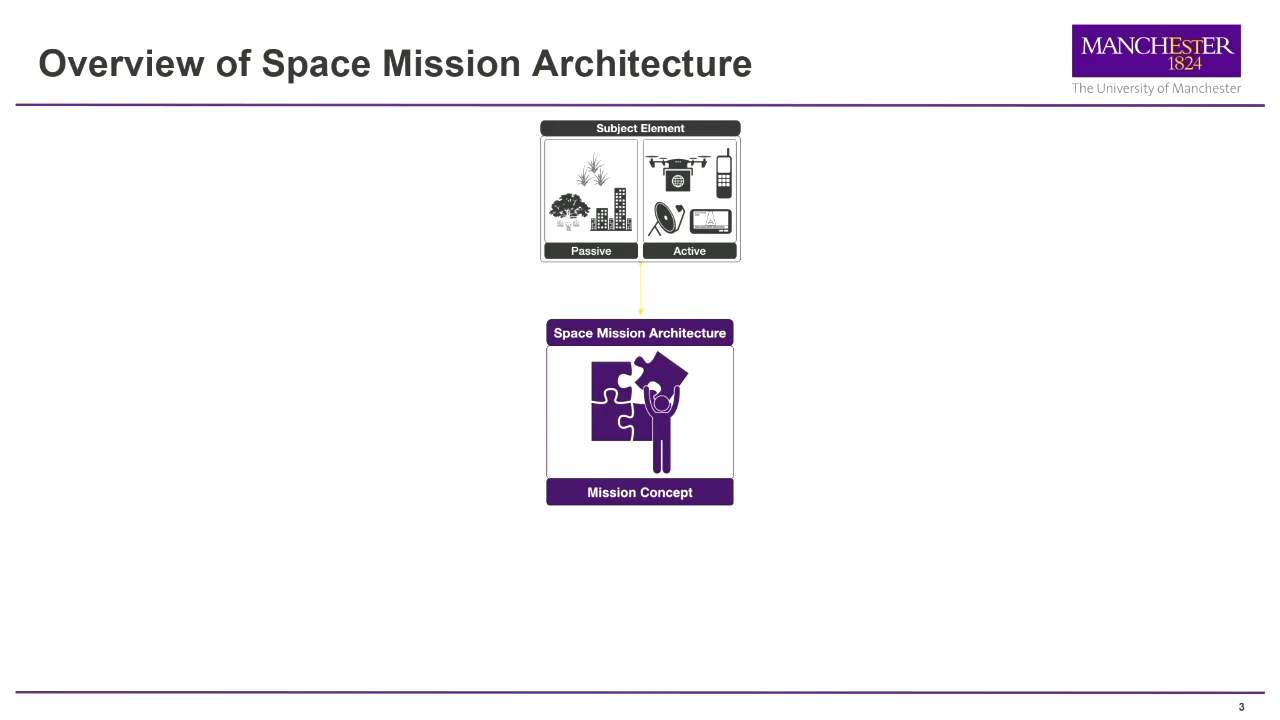 Overview of Space Mission Architecture
MANCHESTER
1824
The University of Manchester
Subject Element
Passive
Active
Space Mission Architecture
Mission Concept
3